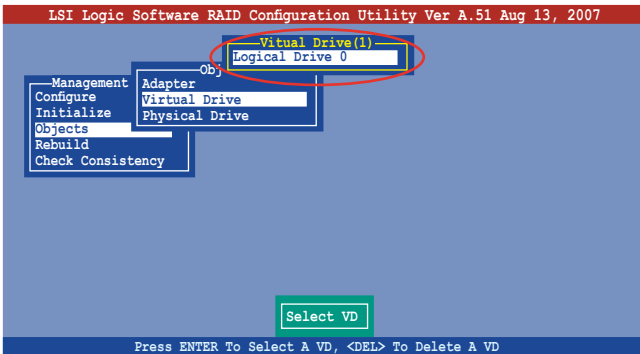 LSI Logic Software RAID Configuration Utility Ver A.51 Aug 13, 2007
Vitual Drive(1)
Logical Drive 0
Obj
Adapter
Virtual Drive
Physical Drive
Management
Configure
Initialize
Objects
Rebuild
Check Consistency
Select VD
Press ENTER To Select A VD, <DEL> To Delete A VD